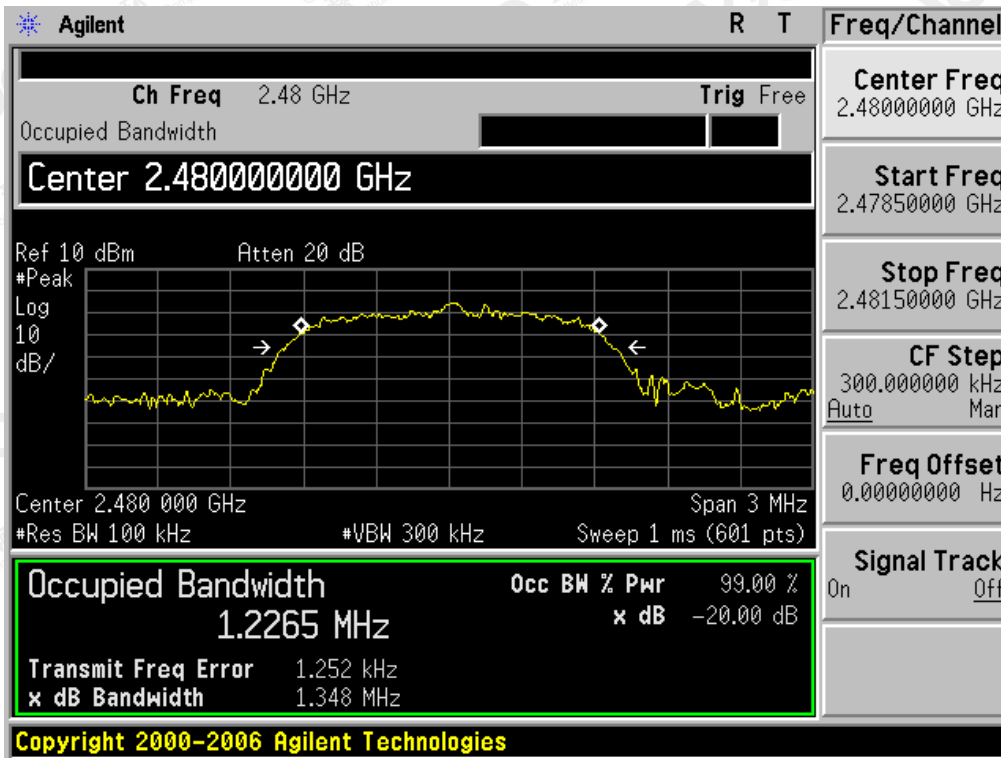 Agilent R T Freq/Channel
Ch Freq 2.48 GHz Trig Free
Occupied Bandwidth
Center 2.480000000 GHz
Ref 10 dBm Atten 20 dB
#Peak
Log
10
dB/
Center 2.480 000 GHz Span 3 MHz
#Res BW 100 kHz #VBW 300 kHz Sweep 1 ms (601 pts)
Occupied Bandwidth Occ BW % Pwr 99.00 %
1.2265 MHz x dB -20.00 dB
Transmit Freq Error 1.252 kHz
x dB Bandwidth 1.348 MHz
Copyright 2000-2006 Agilent Technologies
Center Freq
2.48000000 GHz
Start Freq
2.47850000 GHz
Stop Freq
2.48150000 GHz
CF Step
300.000000 kHz
Auto Man
Freq Offset
0.00000000 Hz
Signal Track
On Off